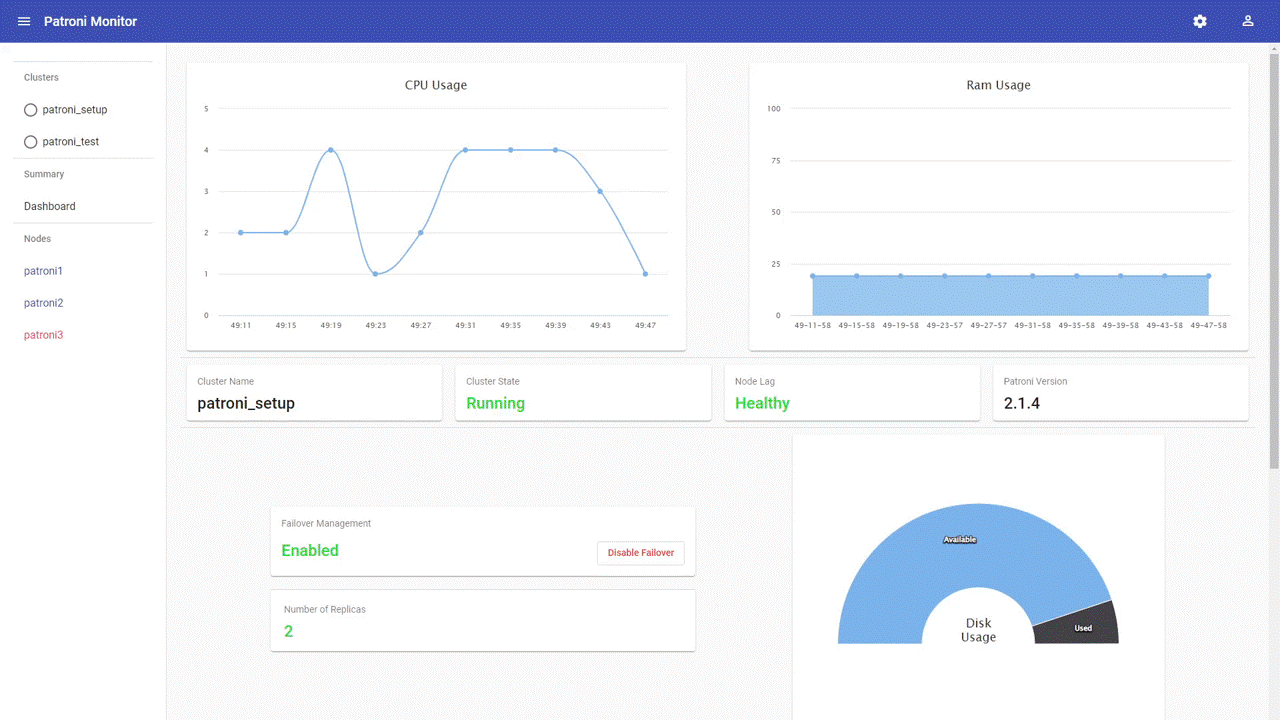 Patroni Monitor
Clusters
patroni_setup
patroni_test
Summary
Dashboard
Nodes
patroni1
patroni2
patroni3
CPU Usage
5
4
3
2
1
0
49:11 49:15 49:19 49:23 49:27 49:31 49:35 49:39 49:43 49:47
Ram Usage
100
75
50
25
0
49-11-58 49-15-58 49-19-58 49-23-57 49-27-57 49-31-58 49-35-58 49-39-58 49-43-58 49-47-58
Cluster Name
patroni_setup
Cluster State
Running
Node Lag
Healthy
Patroni Version
2.1.4
Failover Management
Enabled
Disable Failover
Number of Replicas
2
Available
Used
Disk
Usage